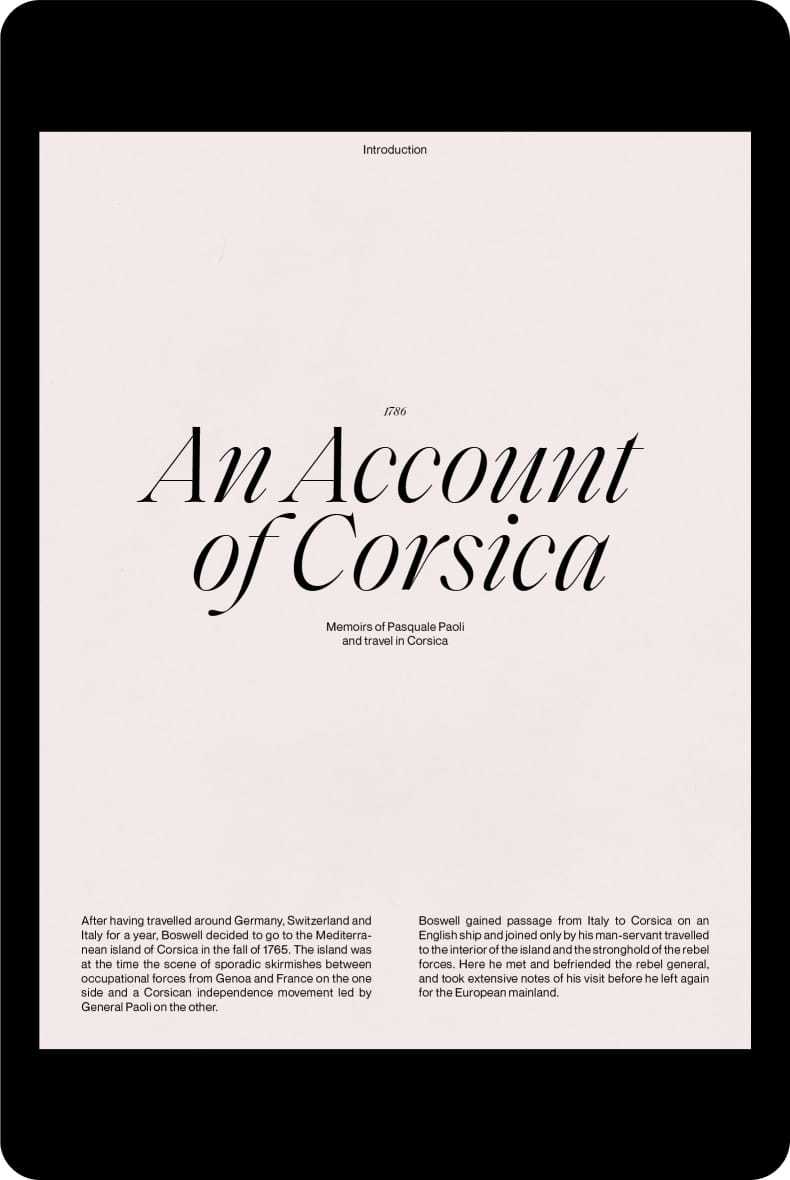 Introduction
1786
An Account
of Corsica
Memoirs of Pasquale Paoli
and travel in Corsica
After having travelled around Germany, Switzerland and
Italy for a year, Boswell decided to go to the Mediterra-
nean island of Corsica in the fall of 1765. The island was
at the time the scene of sporadic skirmishes between
occupational forces from Genoa and France on the one
side and a Corsican independence movement led by
General Paoli on the other.
Boswell gained passage from Italy to Corsica on an
English ship and joined only by his man-servant travelled
to the interior of the island and the stronghold of the rebel
forces. Here he met and befriended the rebel general,
and took extensive notes of his visit before he left again
for the European mainland.